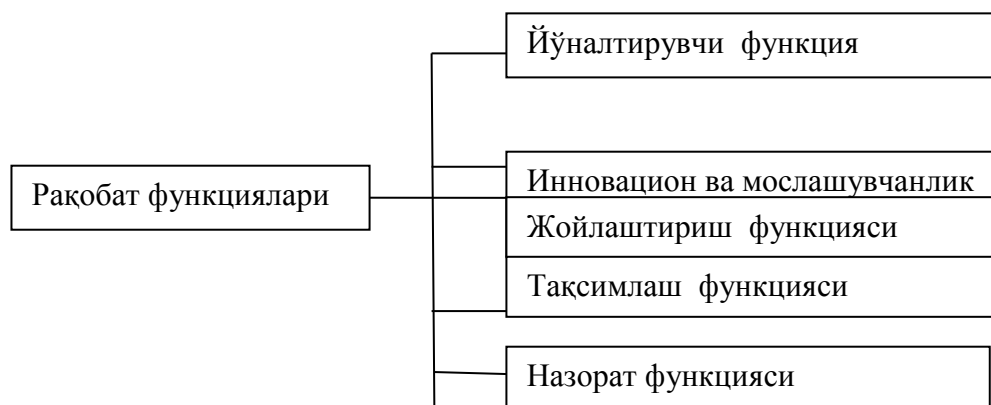 Йўналтирувчи функция
Инновацион ва мослашувчанлик
Рақобат функциялари
Жойлаштириш функцияси
Тақсимлаш функцияси
Назорат функцияси